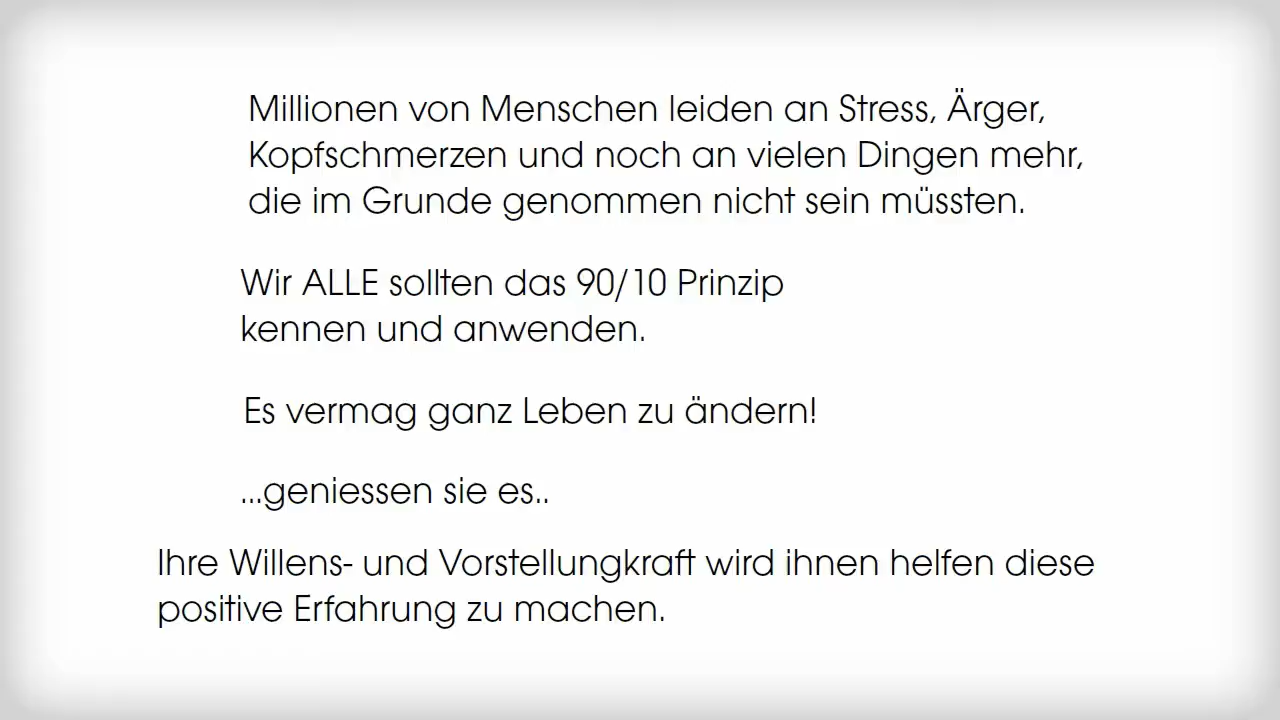 Millionen von Menschen leiden an Stress, Ärger,
Kopfschmerzen und noch an vielen Dingen mehr,
die im Grunde genommen nicht sein müssten.
Wir ALLE sollten das 90/10 Prinzip
kennen und anwenden.
Es vermag ganz Leben zu ändern!
...geniessen sie es..
Ihre Willens- und Vorstellungkraft wird ihnen helfen diese
positive Erfahrung zu machen.